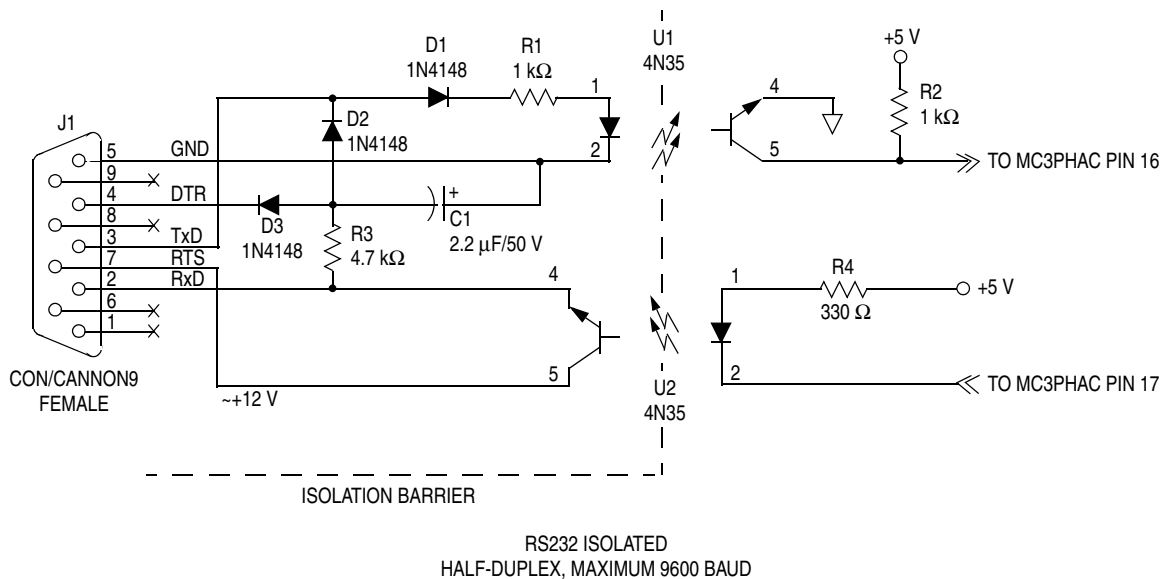 D1
1N4148
R1
1 kΩ
U1
4N35
+5 V
1
4
R2
1 kΩ
J1
D2
1N4148
5
GND
2
5
TO MC3PHAC PIN 16
9
4
DTR
+
C1
2.2 µF/50 V
8
D3
1N4148
R3
4.7 kΩ
3
TxD
7
RTS
2
RxD
4
1
R4
330 Ω
+5 V
6
1
CON/CANNON9
FEMALE
~+12 V
5
2
U2
4N35
TO MC3PHAC PIN 17
ISOLATION BARRIER
RS232 ISOLATED
HALF-DUPLEX, MAXIMUM 9600 BAUD